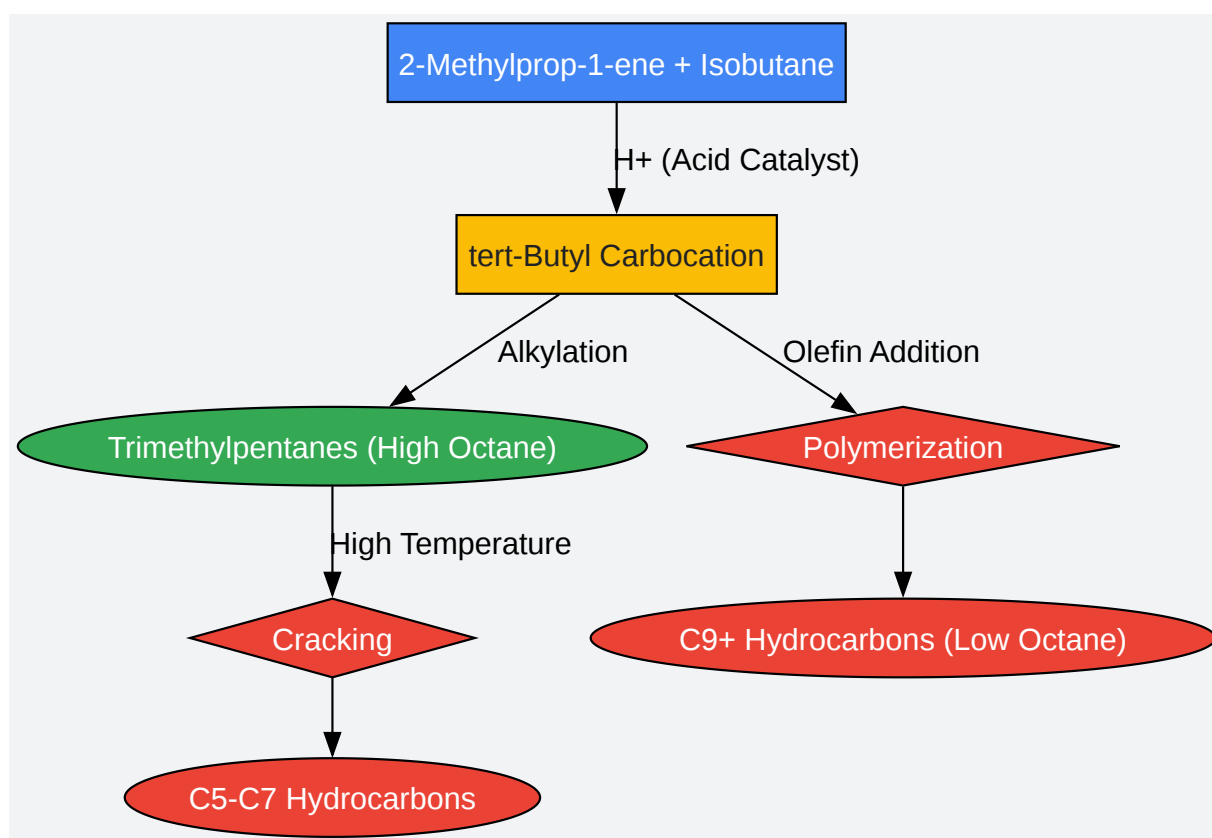 2-Methylprop-1-ene + Isobutane
H+ (Acid Catalyst)
tert-Butyl Carbocation
Alkylation
Olefin Addition
Trimethylpentanes (High Octane)
Polymerization
High Temperature
Cracking
C9+ Hydrocarbons (Low Octane)
C5-C7 Hydrocarbons